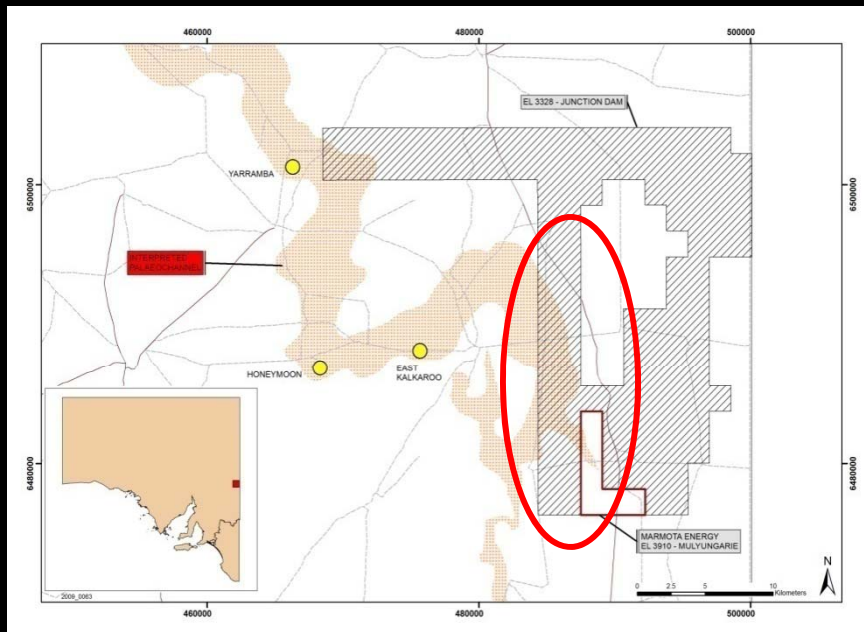 460000
480000
500000
EL 3328 - JUNCTION DAM
YARRAMBA
6500000
6500000
INTERPRETED
PALAEOCHANNEL
HONEYMOON
EAST
KALKAROO
6480000
6480000
MARMOTA ENERGY
EL 3910 - MULYUNGARIE
N
0 2.5 5 10
Kilometers
2009_0063
460000
480000
500000